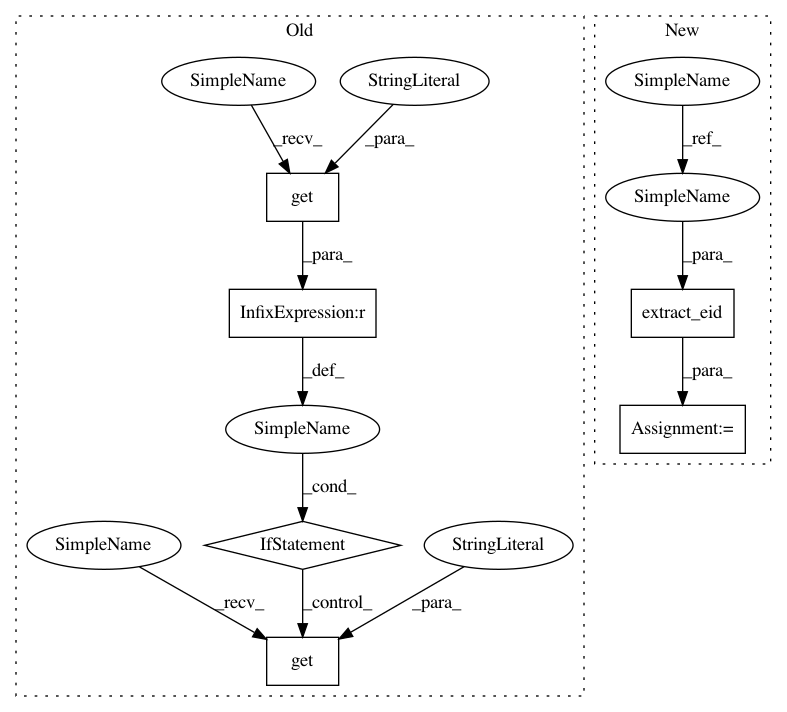 Old
New
SimpleName
StringLiteral
SimpleName
_recv_
_para_
_ref_
get
SimpleName
_para_
_para_
InfixExpression:r
extract_eid
_def_
_para_
SimpleName
Assignment:=
_cond_
SimpleName
IfStatement
StringLiteral
_recv_
_control_
_para_
get